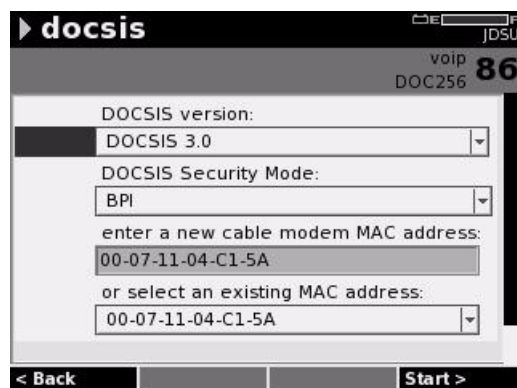 docsis
E F
JDSU
voip
DOC256 86
DOCSIS version:
DOCSIS 3.0
DOCSIS Security Mode:
BPI
enter a new cable modem MAC address:
00-07-11-04-C1-5A
or select an existing MAC address:
00-07-11-04-C1-5A
< Back Start >